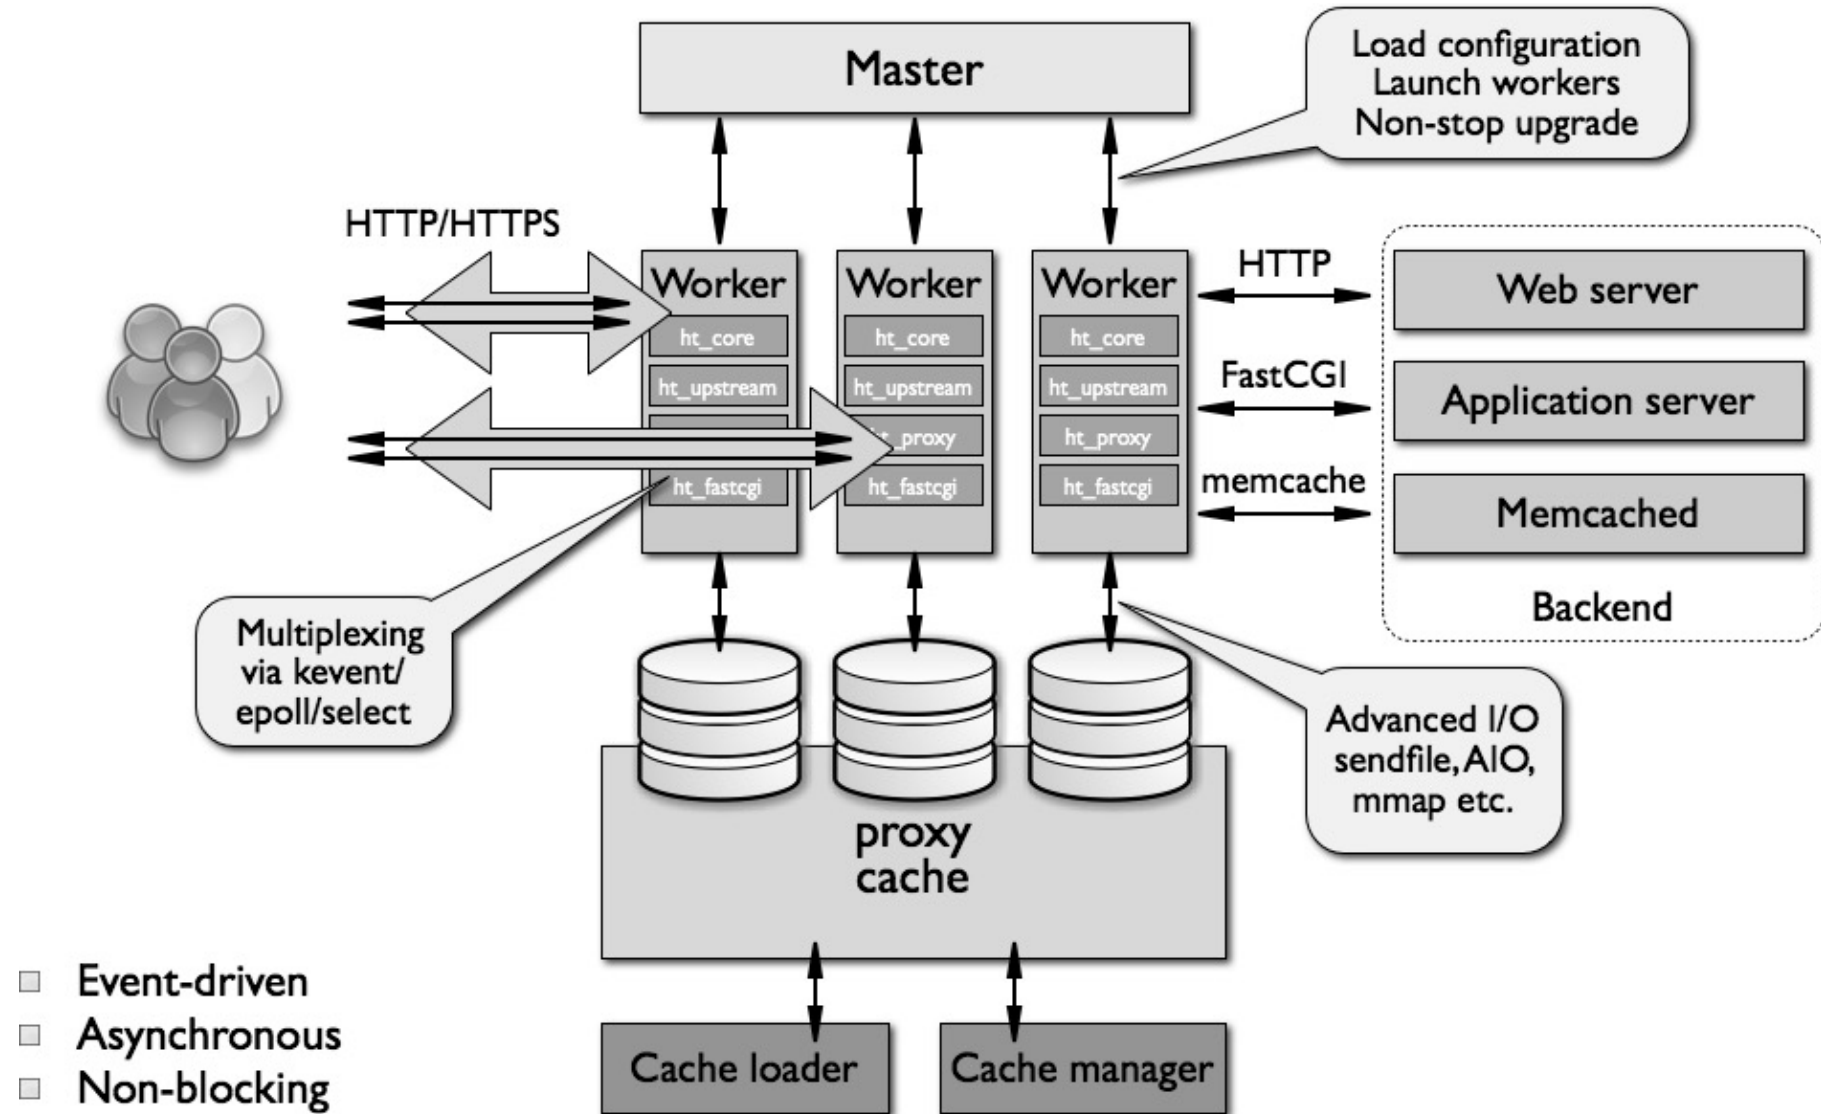 Master
Load configuration
Launch workers
Non-stop upgrade
HTTP/HTTPS
Worker
ht_core
ht_upstream
ht_fastcgi
Worker
ht_core
ht_upstream
ht_proxy
ht_fastcgi
Worker
ht_core
ht_upstream
ht_proxy
ht_fastcgi
HTTP
FastCGI
memcache
Web server
Application server
Memcached
Backend
Multiplexing
via kevent/
epoll/select
Advanced I/O
sendfile, AIO,
mmap etc.
proxy
cache
Event-driven
Asynchronous
Non-blocking
Cache loader
Cache manager